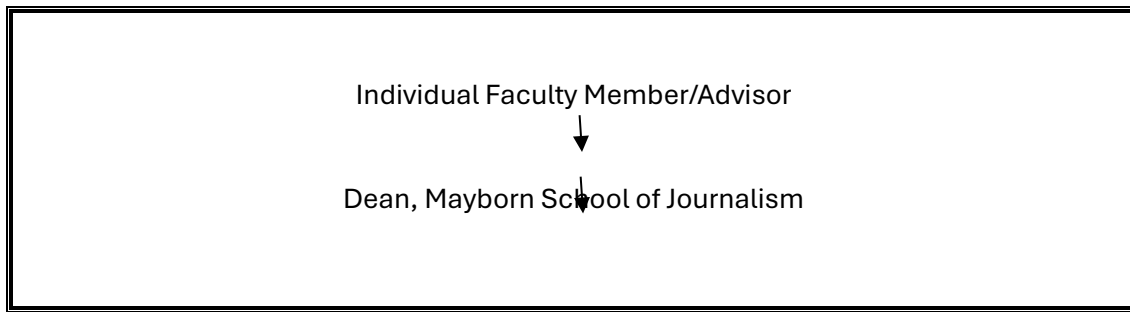 Individual Faculty Member/Advisor
Dean, Mayborn School of Journalism